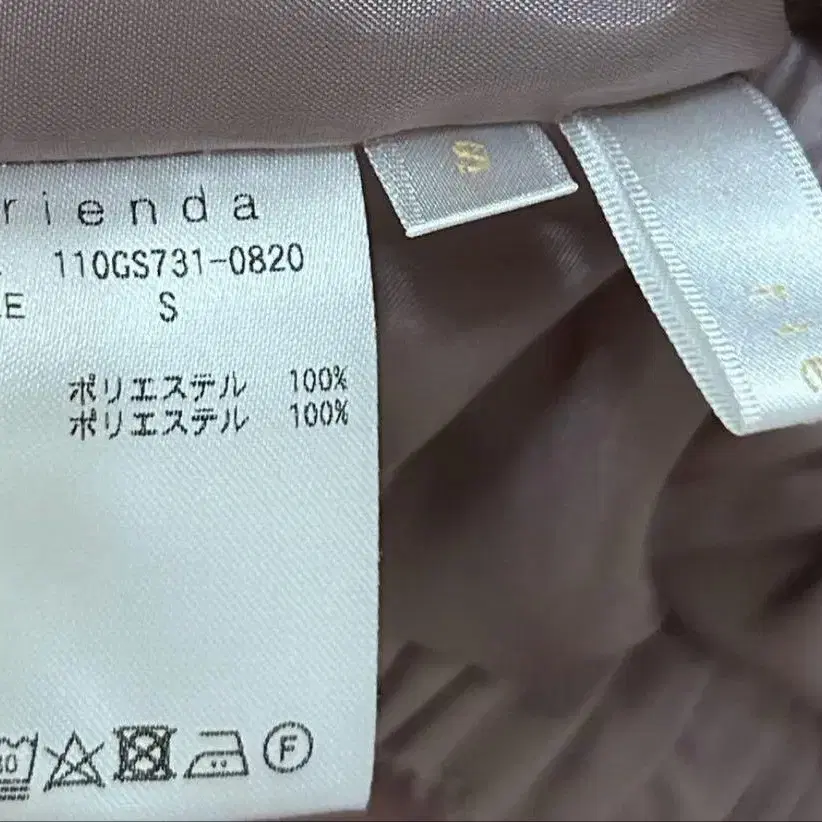 rienda
110GS731-0820
E S
ポリエステル 100%
ポリエステル 100%
F
S